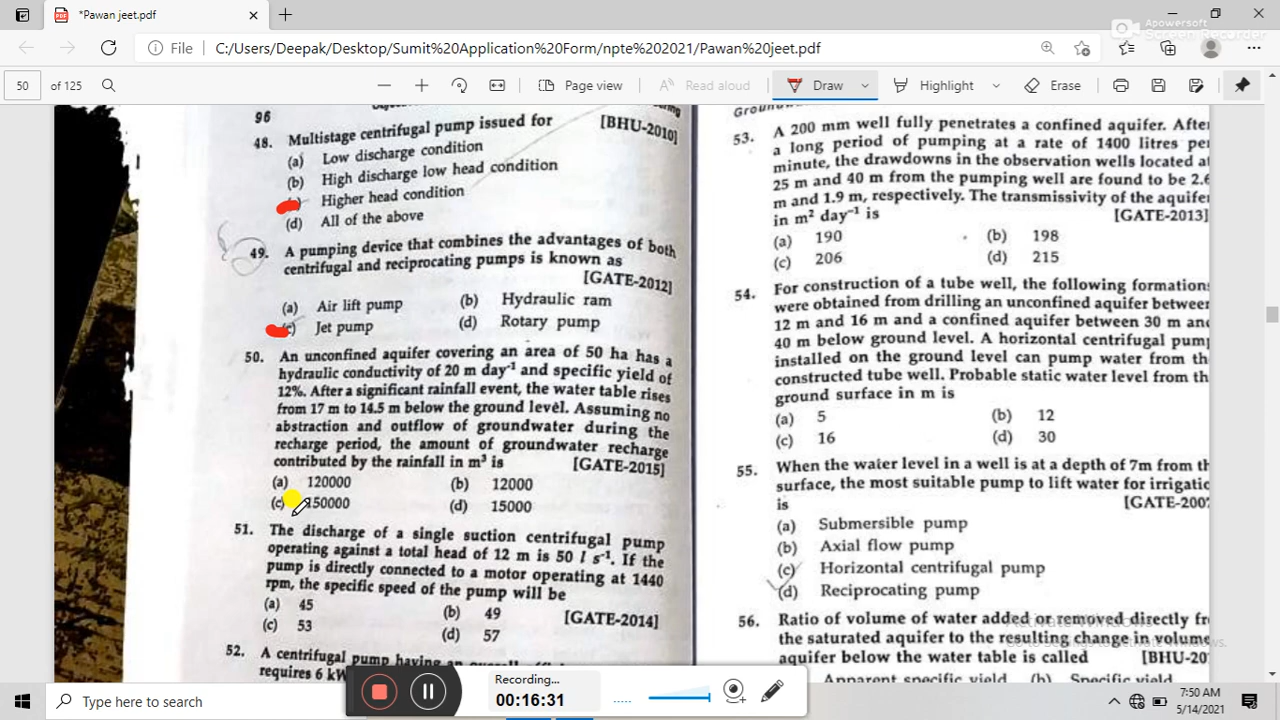 *Pawan jeet.pdf
Apowersoft
Screen Recorder
File
C:/Users/Deepak/Desktop/Sumit%20Application%20Form/npte%202021/Pawan%20jeet.pdf
50 of 125
Page view
Read aloud
Draw
Highlight
Erase
96
48. Multistage centrifugal pump issued for [BHU-2010]
(a) Low discharge condition
(b) High discharge low head condition
Higher head condition
(d) All of the above
49. A pumping device that combines the advantages of both
centrifugal and reciprocating pumps is known as
[GATE-2012]
(a) Air lift pump (b) Hydraulic ram
(c) Jet pump (d) Rotary pump
50. An unconfined aquifer covering an area of 50 ha has a
hydraulic conductivity of 20 m day⁻¹ and specific yield of
12%. After a significant rainfall event, the water table rises
from 17 m to 14.5 m below the ground level. Assuming no
abstraction and outflow of groundwater during the
recharge period, the amount of groundwater recharge
contributed by the rainfall in m³ is [GATE-2015]
(a) 120000 (b) 12000
(c) 150000 (d) 15000
51. The discharge of a single suction centrifugal pump
operating against a total head of 12 m is 50 l s⁻¹. If the
pump is directly connected to a motor operating at 1440
rpm, the specific speed of the pump will be
(a) 45 (b) 49 [GATE-2014]
(c) 53 (d) 57
52. A centrifugal pump having an
requires 6 kW
53. A 200 mm well fully penetrates a confined aquifer. After
a long period of pumping at a rate of 1400 litres per
minute, the drawdowns in the observation wells located at
25 m and 40 m from the pumping well are found to be 2.6
m and 1.9 m, respectively. The transmissivity of the aquifer
in m² day⁻¹ is [GATE-2013]
(a) 190 (b) 198
(c) 206 (d) 215
54. For construction of a tube well, the following formations
were obtained from drilling an unconfined aquifer between
12 m and 16 m and a confined aquifer between 30 m and
40 m below ground level. A horizontal centrifugal pump
installed on the ground level can pump water from th
constructed tube well. Probable static water level from th
ground surface in m is
(a) 5 (b) 12
(c) 16 (d) 30
55. When the water level in a well is at a depth of 7m from th
surface, the most suitable pump to lift water for irrigatio
is [GATE-2007
(a) Submersible pump
(b) Axial flow pump
(c) Horizontal centrifugal pump
(d) Reciprocating pump
56. Ratio of volume of water added or removed directly fr
the saturated aquifer to the resulting change in volume
aquifer below the water table is called [BHU-20
Apparent specific yield (b) Specific yield
Activate Windows
Go to Settings to activate Windows.
Recording...
00:16:31
Type here to search
7:50 AM
5/14/2021